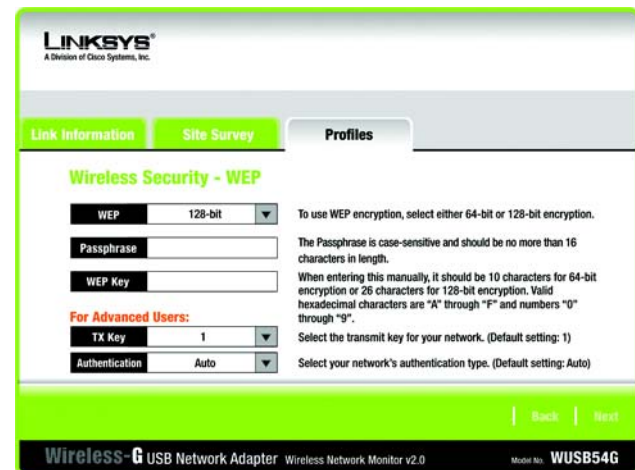 LINKSYS®
A Division of Cisco Systems, Inc.
Link Information
Site Survey
Profiles
Wireless Security - WEP
WEP
128-bit
To use WEP encryption, select either 64-bit or 128-bit encryption.
Passphrase
The Passphrase is case-sensitive and should be no more than 16
characters in length.
WEP Key
When entering this manually, it should be 10 characters for 64-bit
encryption or 26 characters for 128-bit encryption. Valid
hexadecimal characters are "A" through "F" and numbers "0"
through "9".
For Advanced Users:
TX Key
1
Select the transmit key for your network. (Default setting: 1)
Authentication
Auto
Select your network's authentication type. (Default setting: Auto)
Back
Next
Wireless-G USB Network Adapter Wireless Network Monitor v2.0
Model No. WUSB54G